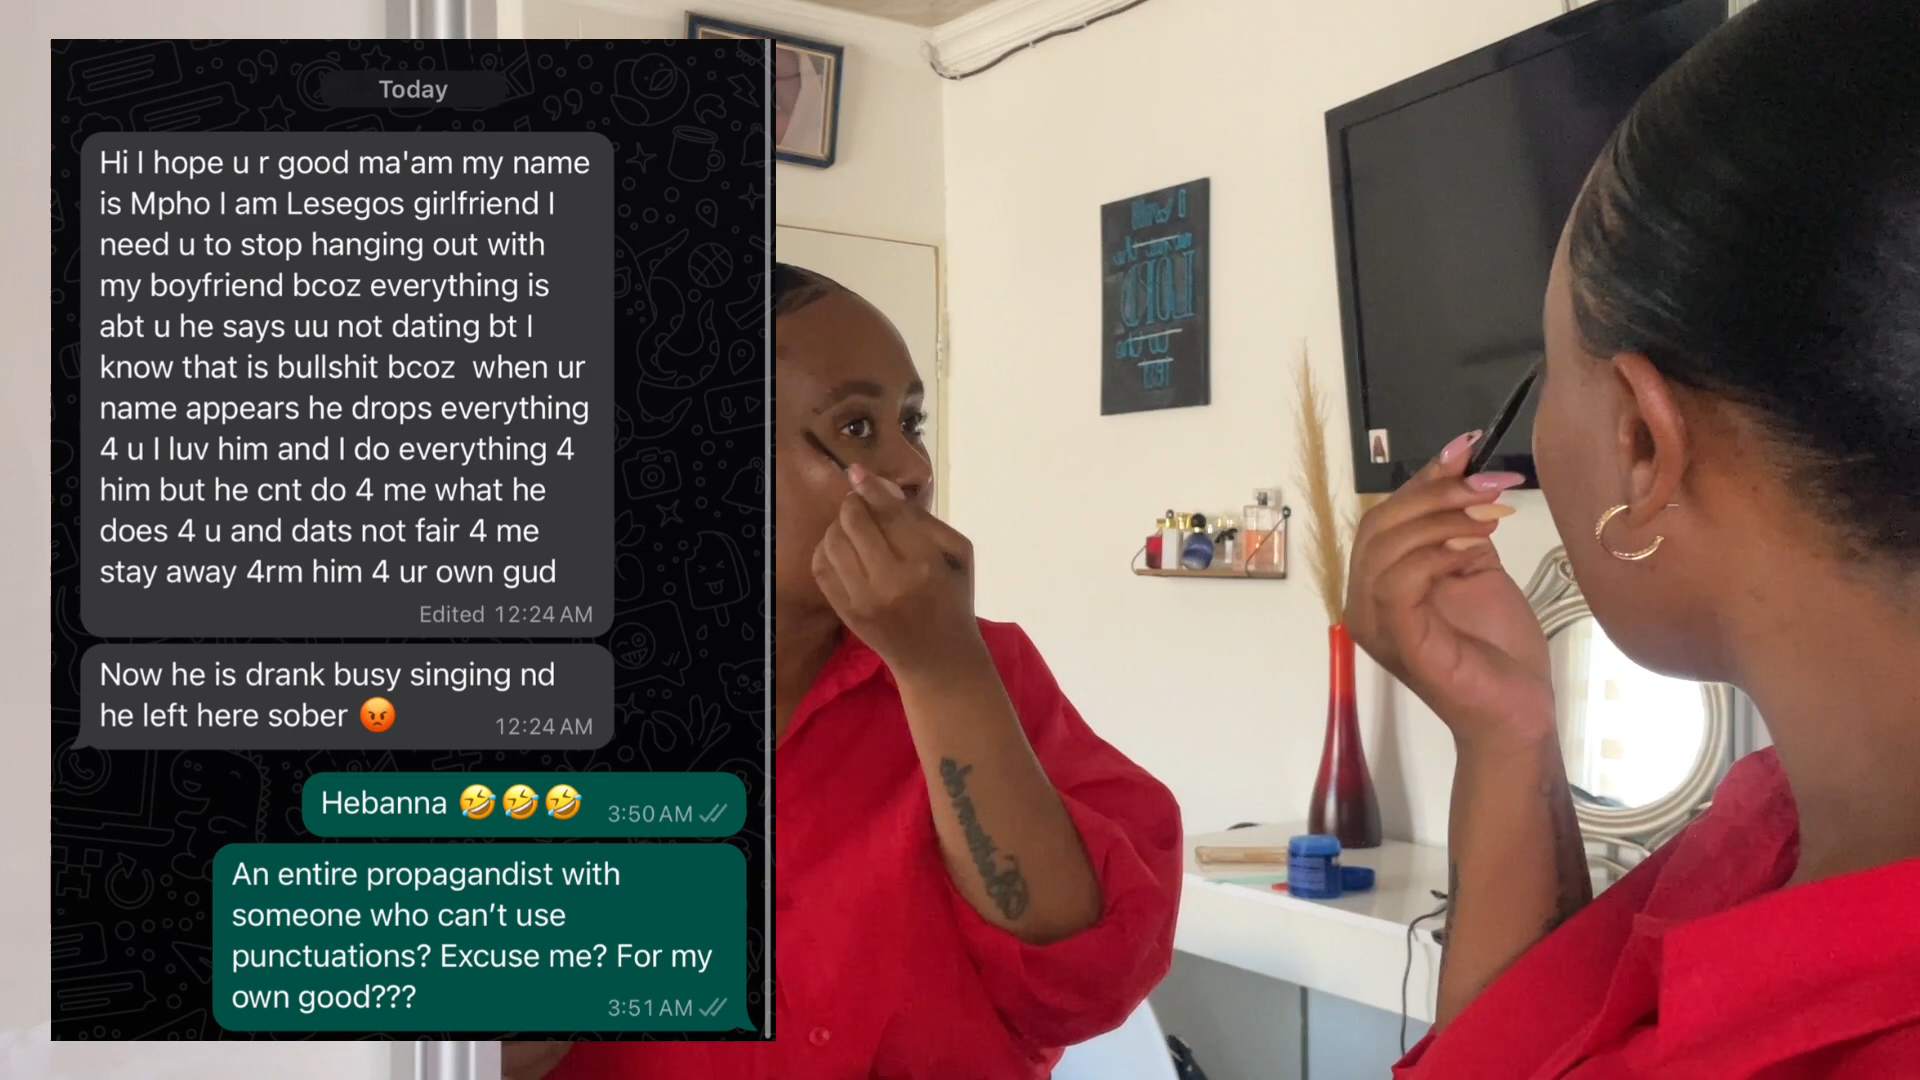 Today
Hi I hope u r good ma'am my name
is Mpho I am Lesegos girlfriend I
need u to stop hanging out with
my boyfriend bcoz everything is
abt u he says uu not dating bt I
know that is bullshit bcoz  when ur
name appears he drops everything
4 u I luv him and I do everything 4
him but he cnt do 4 me what he
does 4 u and dats not fair 4 me
stay away 4rm him 4 ur own gud
Edited 12:24 AM
Now he is drank busy singing nd
he left here sober 😡
12:24 AM
Hebanna 🤣🤣🤣 3:50 AM
An entire propagandist with
someone who can’t use
punctuations? Excuse me? For my
own good???
3:51 AM
I will
LORD